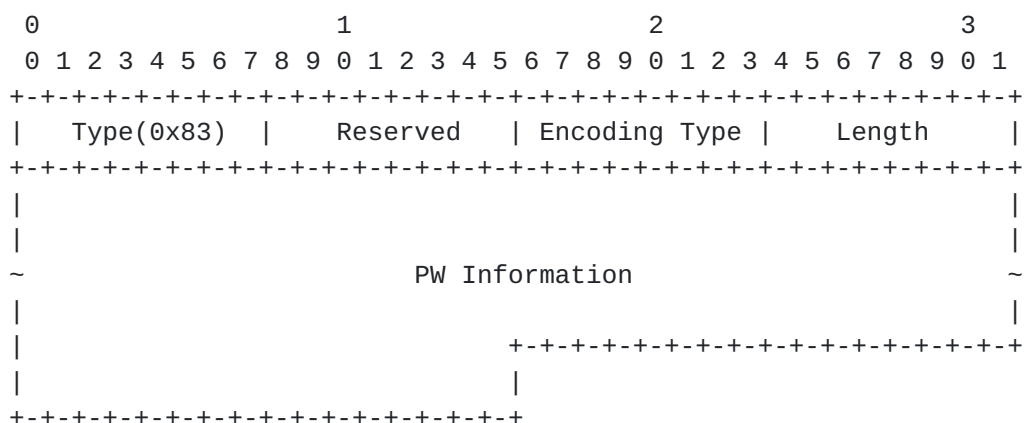 0                   1                   2                   3
 0 1 2 3 4 5 6 7 8 9 0 1 2 3 4 5 6 7 8 9 0 1 2 3 4 5 6 7 8 9 0 1
+-+-+-+-+-+-+-+-+-+-+-+-+-+-+-+-+-+-+-+-+-+-+-+-+-+-+-+-+-+-+-+-+
|   Type(0x83)  |    Reserved   | Encoding Type |    Length     |
+-+-+-+-+-+-+-+-+-+-+-+-+-+-+-+-+-+-+-+-+-+-+-+-+-+-+-+-+-+-+-+-+
|                                                               |
|                                                               |
~                         PW Information                        ~
|                                                               |
|                               +-+-+-+-+-+-+-+-+-+-+-+-+-+-+-+-+
|                               |
+-+-+-+-+-+-+-+-+-+-+-+-+-+-+-+-+